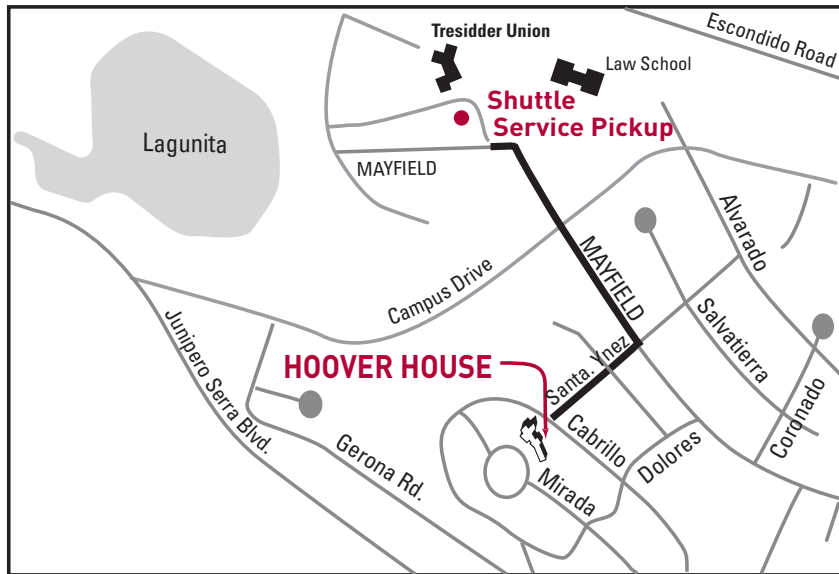 Escondido Road
Tresidder Union
Law School
Shuttle
Service Pickup
Lagunita
MAYFIELD
Alvarado
MAYFIELD
Campus Drive
Salvatierra
Junipero Serra Blvd.
HOOVER HOUSE
Santa. Ynez
Coronado
Cabrillo
Dolores
Gerona Rd.
Mirada